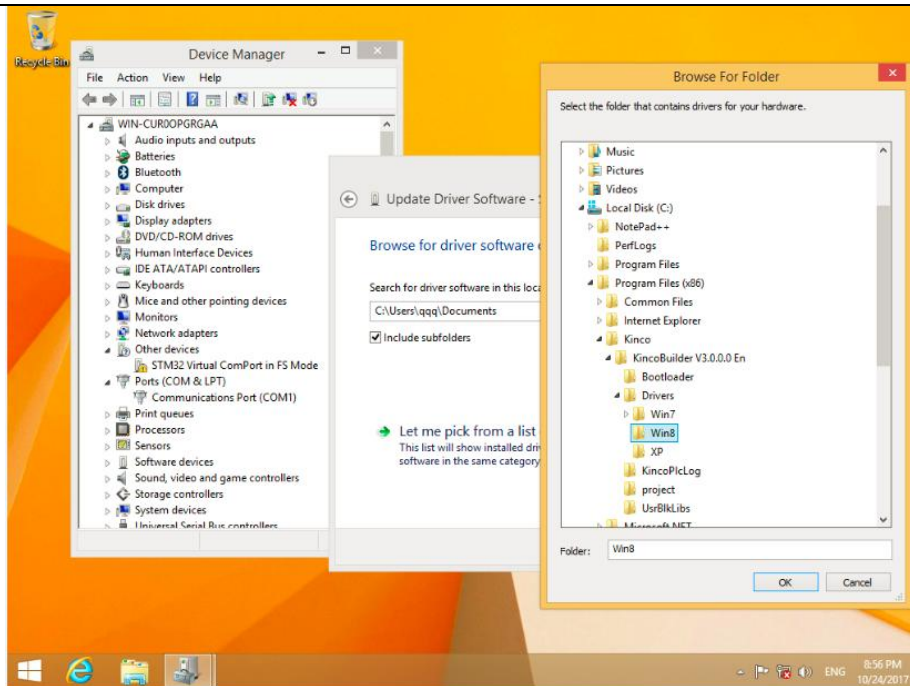 Recycle Bin
Device Manager
File Action View Help
WIN-CUR0OPGRGAA
Audio inputs and outputs
Batteries
Bluetooth
Computer
Disk drives
Display adapters
DVD/CD-ROM drives
Human Interface Devices
IDE ATA/ATAPI controllers
Keyboards
Mice and other pointing devices
Monitors
Network adapters
Other devices
STM32 Virtual ComPort in FS Mode
Ports (COM & LPT)
Communications Port (COM1)
Print queues
Processors
Sensors
Software devices
Sound, video and game controllers
Storage controllers
System devices
Universal Serial Bus controllers
Update Driver Software -
Browse for driver software
Search for driver software in this
C:\Users\qqq\Documents
Include subfolders
Let me pick from a list
This list will show installed
software in the same category
Browse For Folder
Select the folder that contains drivers for your hardware.
Music
Pictures
Videos
Local Disk (C:)
NotePad++
PerfLogs
Program Files
Program Files (x86)
Common Files
Internet Explorer
Kinco
KincoBuilder V3.0.0.0 En
Bootloader
Drivers
Win7
Win8
XP
KincoPlcLog
project
UsrBlkLibs
Microsoft.NET
Folder: Win8
OK Cancel
ENG
8:56 PM
10/24/2017